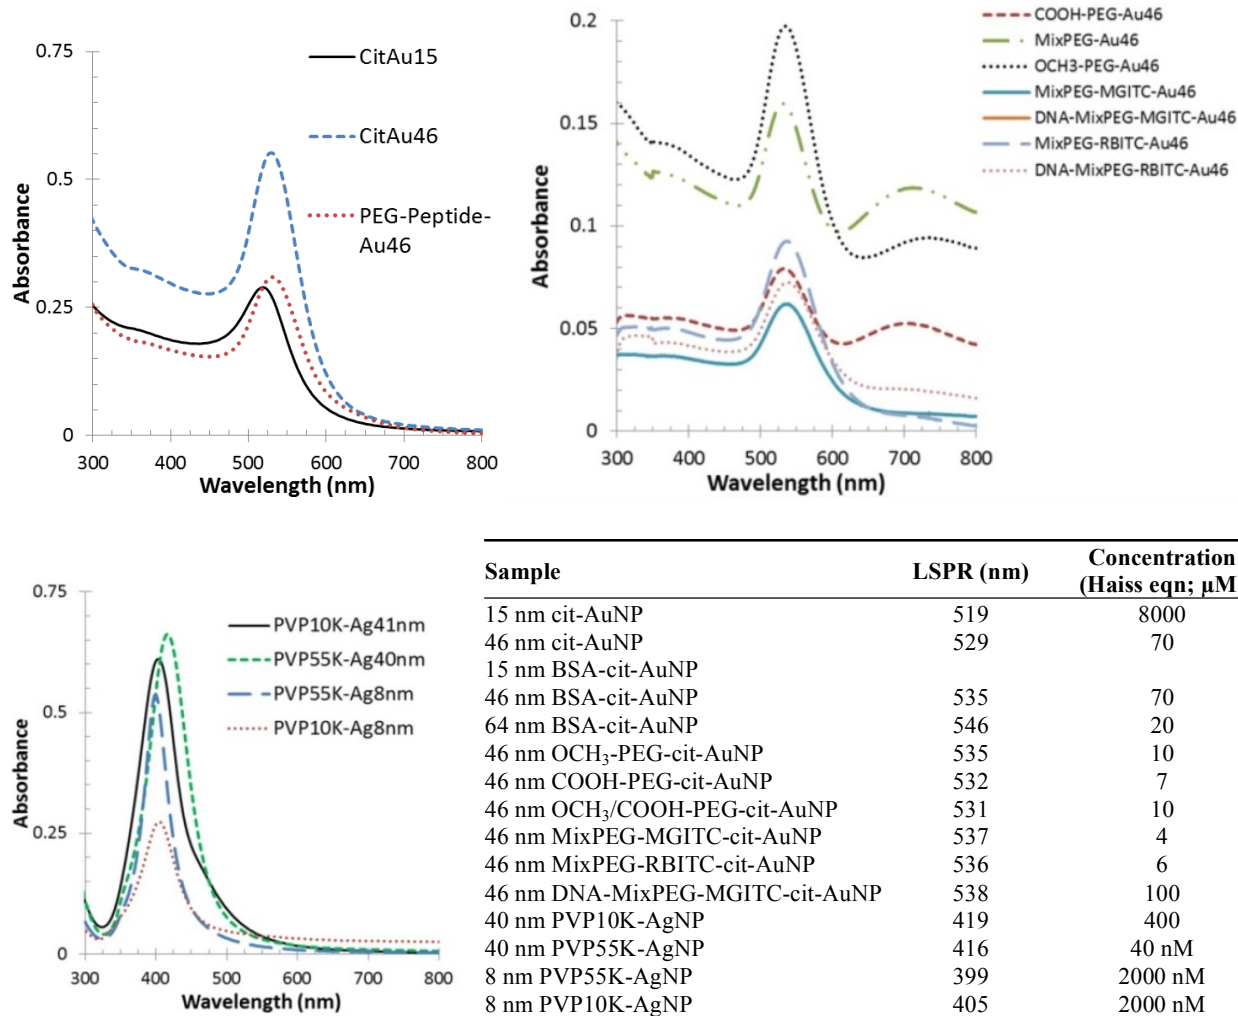 0.75
0.5
0.25
0
Absorbance
300 400 500 600 700 800
Wavelength (nm)
CitAu15
CitAu46
PEG-Peptide-
Au46
0.2
0.15
0.1
0.05
0
Absorbance
300 400 500 600 700 800
Wavelength (nm)
COOH-PEG-Au46
MixPEG-Au46
OCH3-PEG-Au46
MixPEG-MGITC-Au46
DNA-MixPEG-MGITC-Au46
MixPEG-RBITC-Au46
DNA-MixPEG-RBITC-Au46
0.75
0.5
0.25
0
Absorbance
300 400 500 600 700 800
Wavelength (nm)
PVP10K-Ag41nm
PVP55K-Ag40nm
PVP55K-Ag8nm
PVP10K-Ag8nm
Sample LSPR (nm) Concentration
(Haiss eqn; µM
15 nm cit-AuNP 519 8000
46 nm cit-AuNP 529 70
15 nm BSA-cit-AuNP
46 nm BSA-cit-AuNP 535 70
64 nm BSA-cit-AuNP 546 20
46 nm OCH₃-PEG-cit-AuNP 535 10
46 nm COOH-PEG-cit-AuNP 532 7
46 nm OCH₃/COOH-PEG-cit-AuNP 531 10
46 nm MixPEG-MGITC-cit-AuNP 537 4
46 nm MixPEG-RBITC-cit-AuNP 536 6
46 nm DNA-MixPEG-MGITC-cit-AuNP 538 100
40 nm PVP10K-AgNP 419 400
40 nm PVP55K-AgNP 416 40 nM
8 nm PVP55K-AgNP 399 2000 nM
8 nm PVP10K-AgNP 405 2000 nM